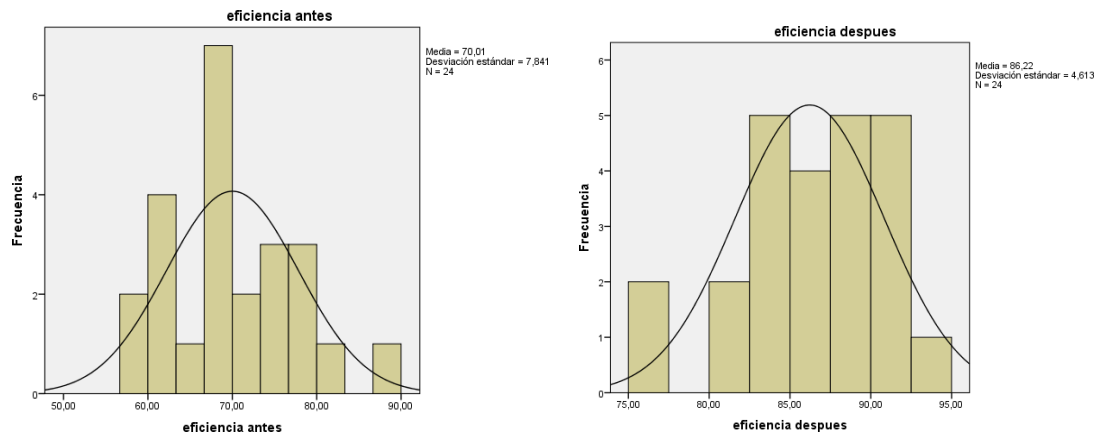 eficiencia antes
Media = 70,01
Desviación estándar = 7,841
N = 24
Frecuencia
6
4
2
0
50,00 60,00 70,00 80,00 90,00
eficiencia antes
eficiencia despues
Media = 86,22
Desviación estándar = 4,613
N = 24
Frecuencia
6
5
4
3
2
1
0
75,00 80,00 85,00 90,00 95,00
eficiencia despues